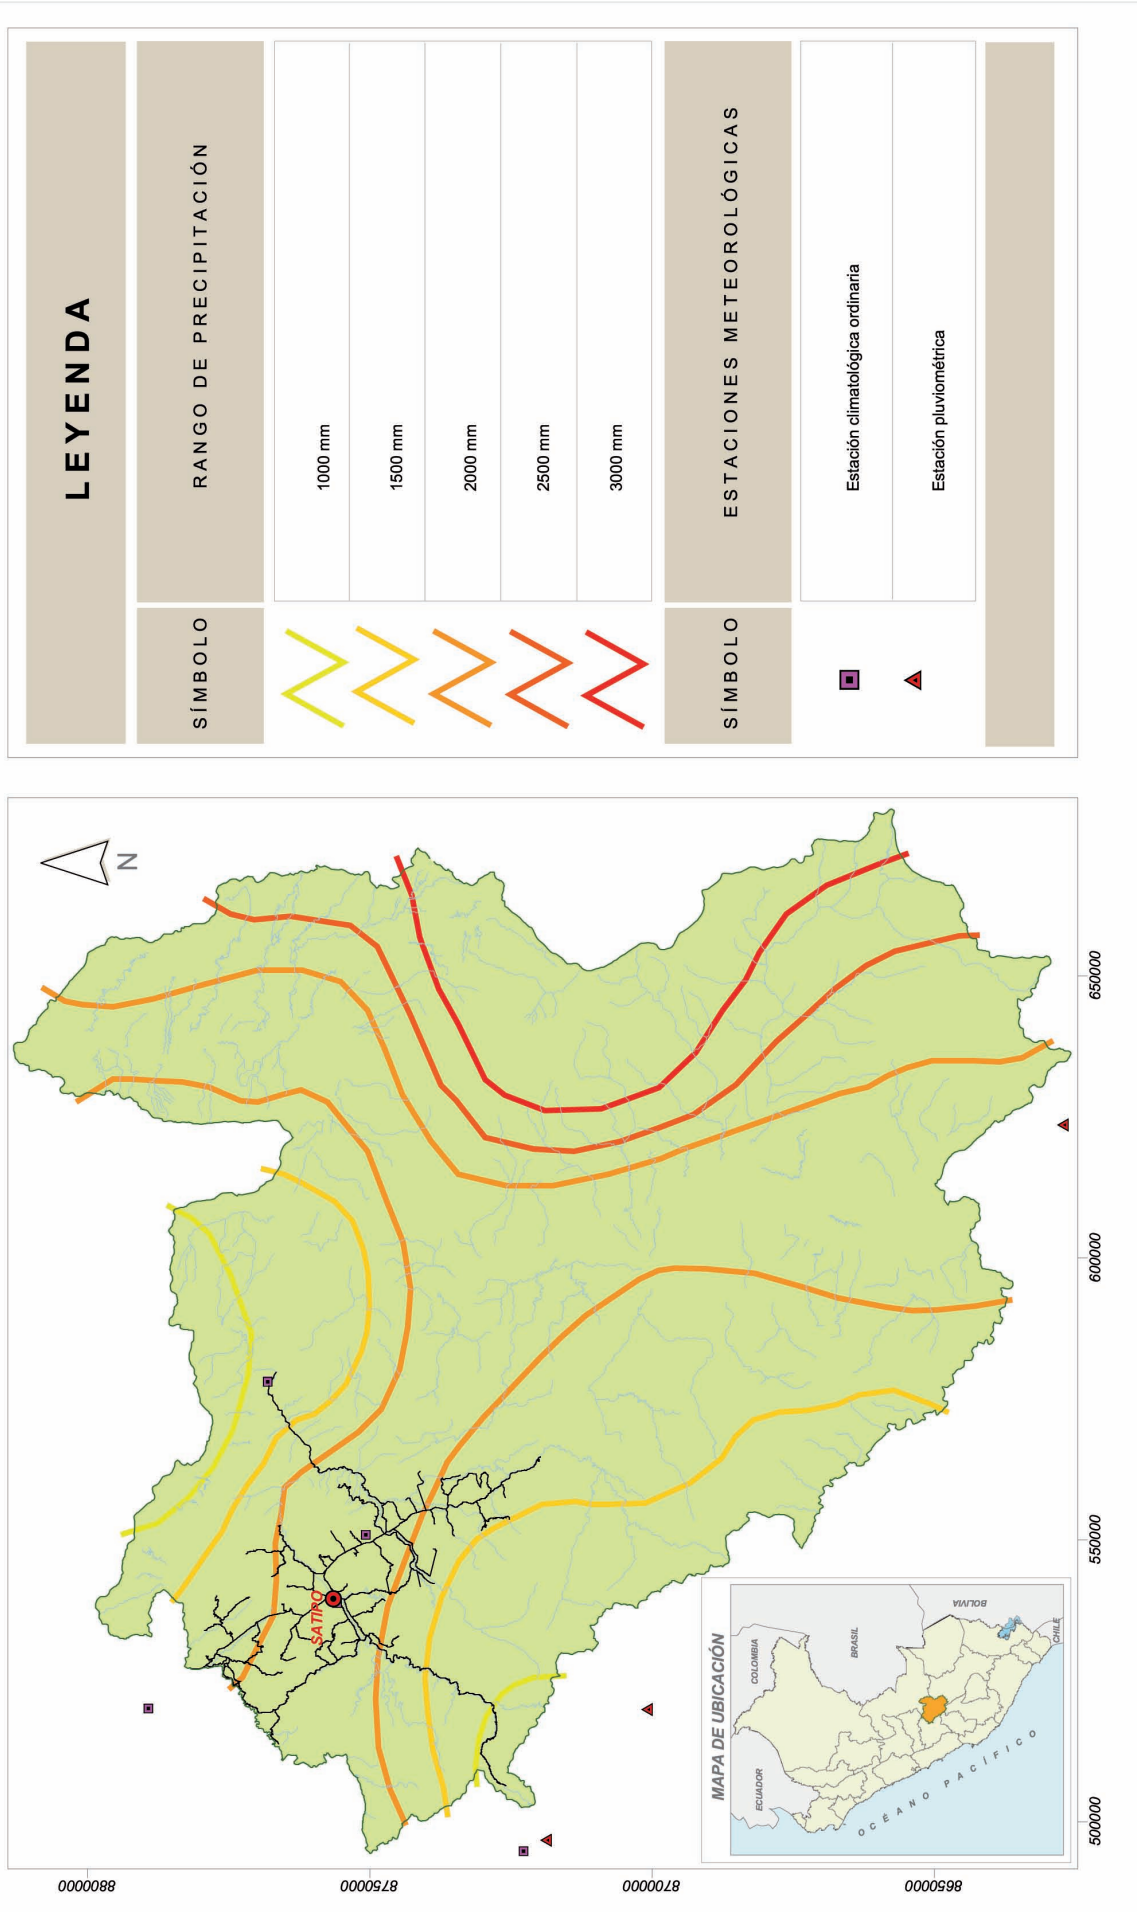 N
SATIPO
8800000
8750000
8700000
8650000
500000
550000
600000
650000
MAPA DE UBICACIÓN
ECUADOR
COLOMBIA
BRASIL
BOLIVIA
CHILE
OCÉANO PACÍFICO
LEYENDA
SÍMBOLO RANGO DE PRECIPITACIÓN
1000 mm
1500 mm
2000 mm
2500 mm
3000 mm
SÍMBOLO ESTACIONES METEOROLÓGICAS
Estación climatológica ordinaria
Estación pluviométrica